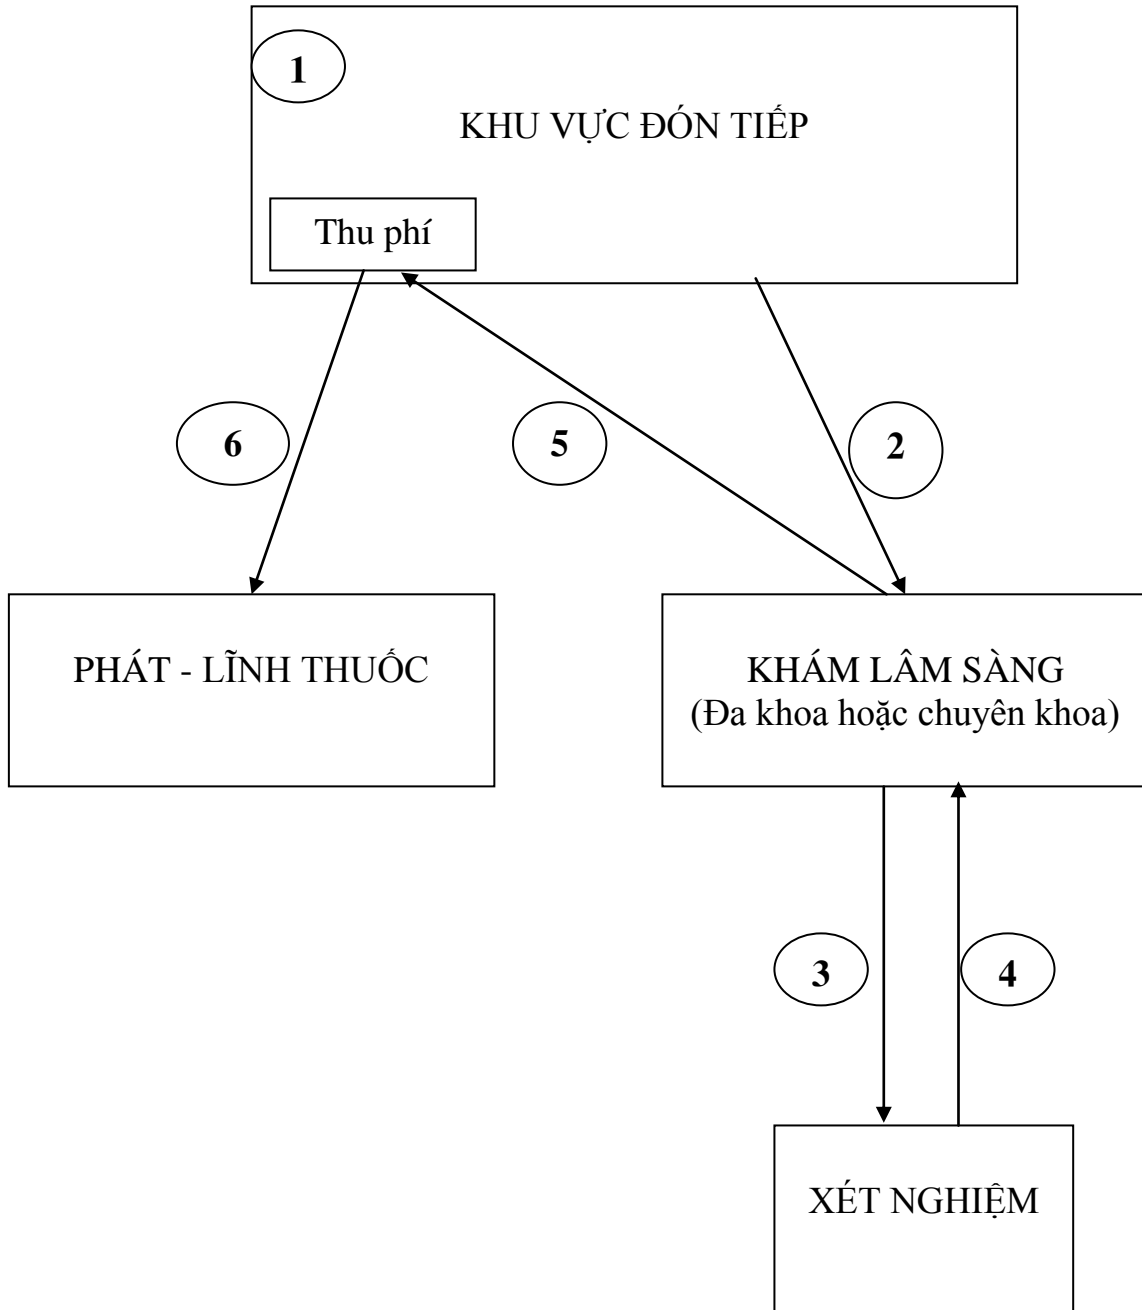 1
KHU VỰC ĐÓN TIẾP
Thu phí
6
5
2
PHÁT - LĨNH THUỐC
KHÁM LÂM SÀNG
(Đa khoa hoặc chuyên khoa)
3
4
XÉT NGHIỆM